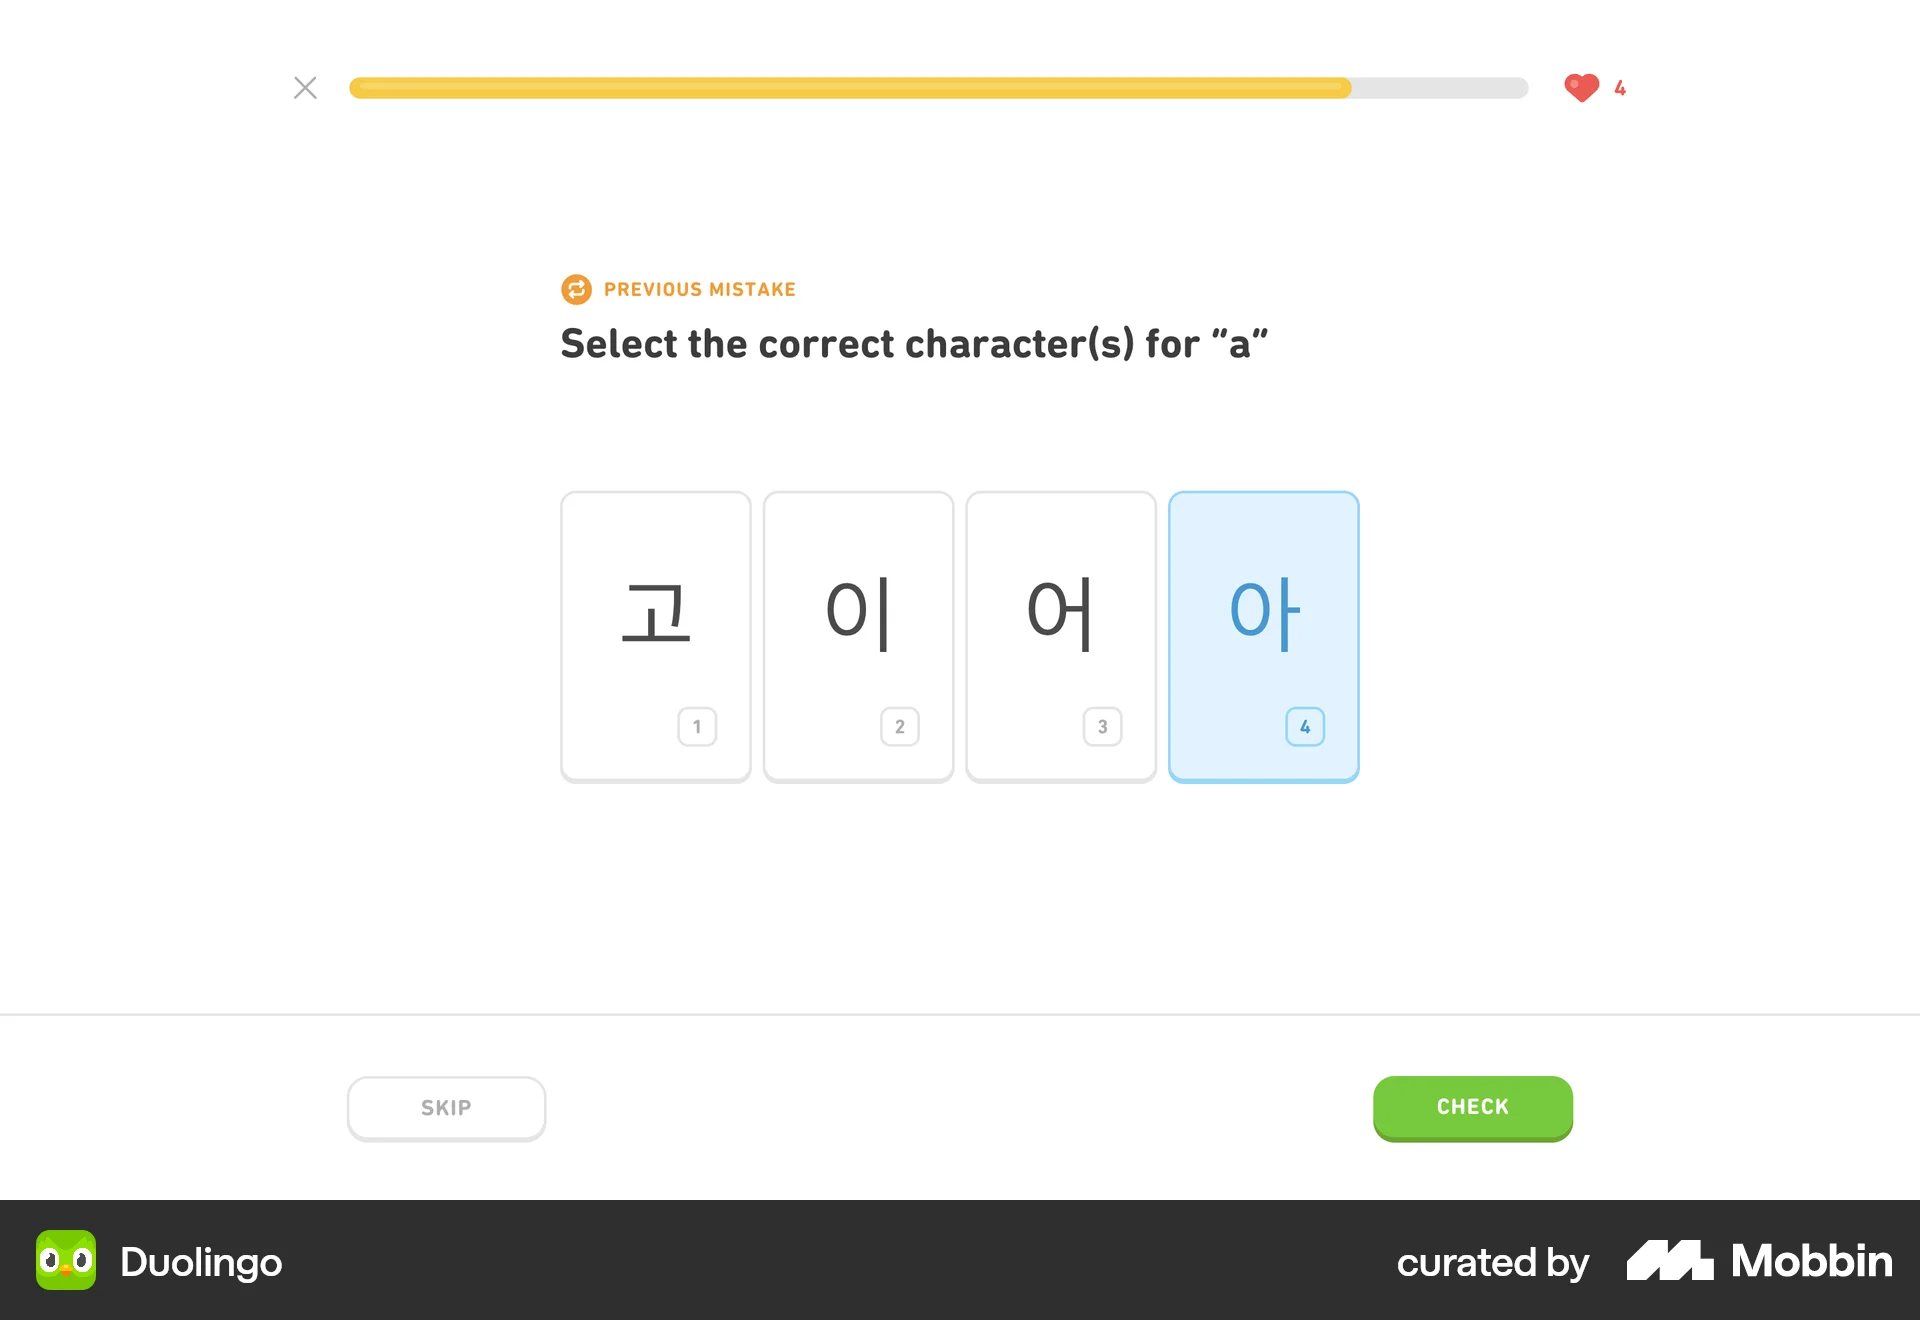 4
PREVIOUS MISTAKE
Select the correct character(s) for “a”
고 이 어 아
1 2 3 4
SKIP CHECK
Duolingo curated by Mobbin